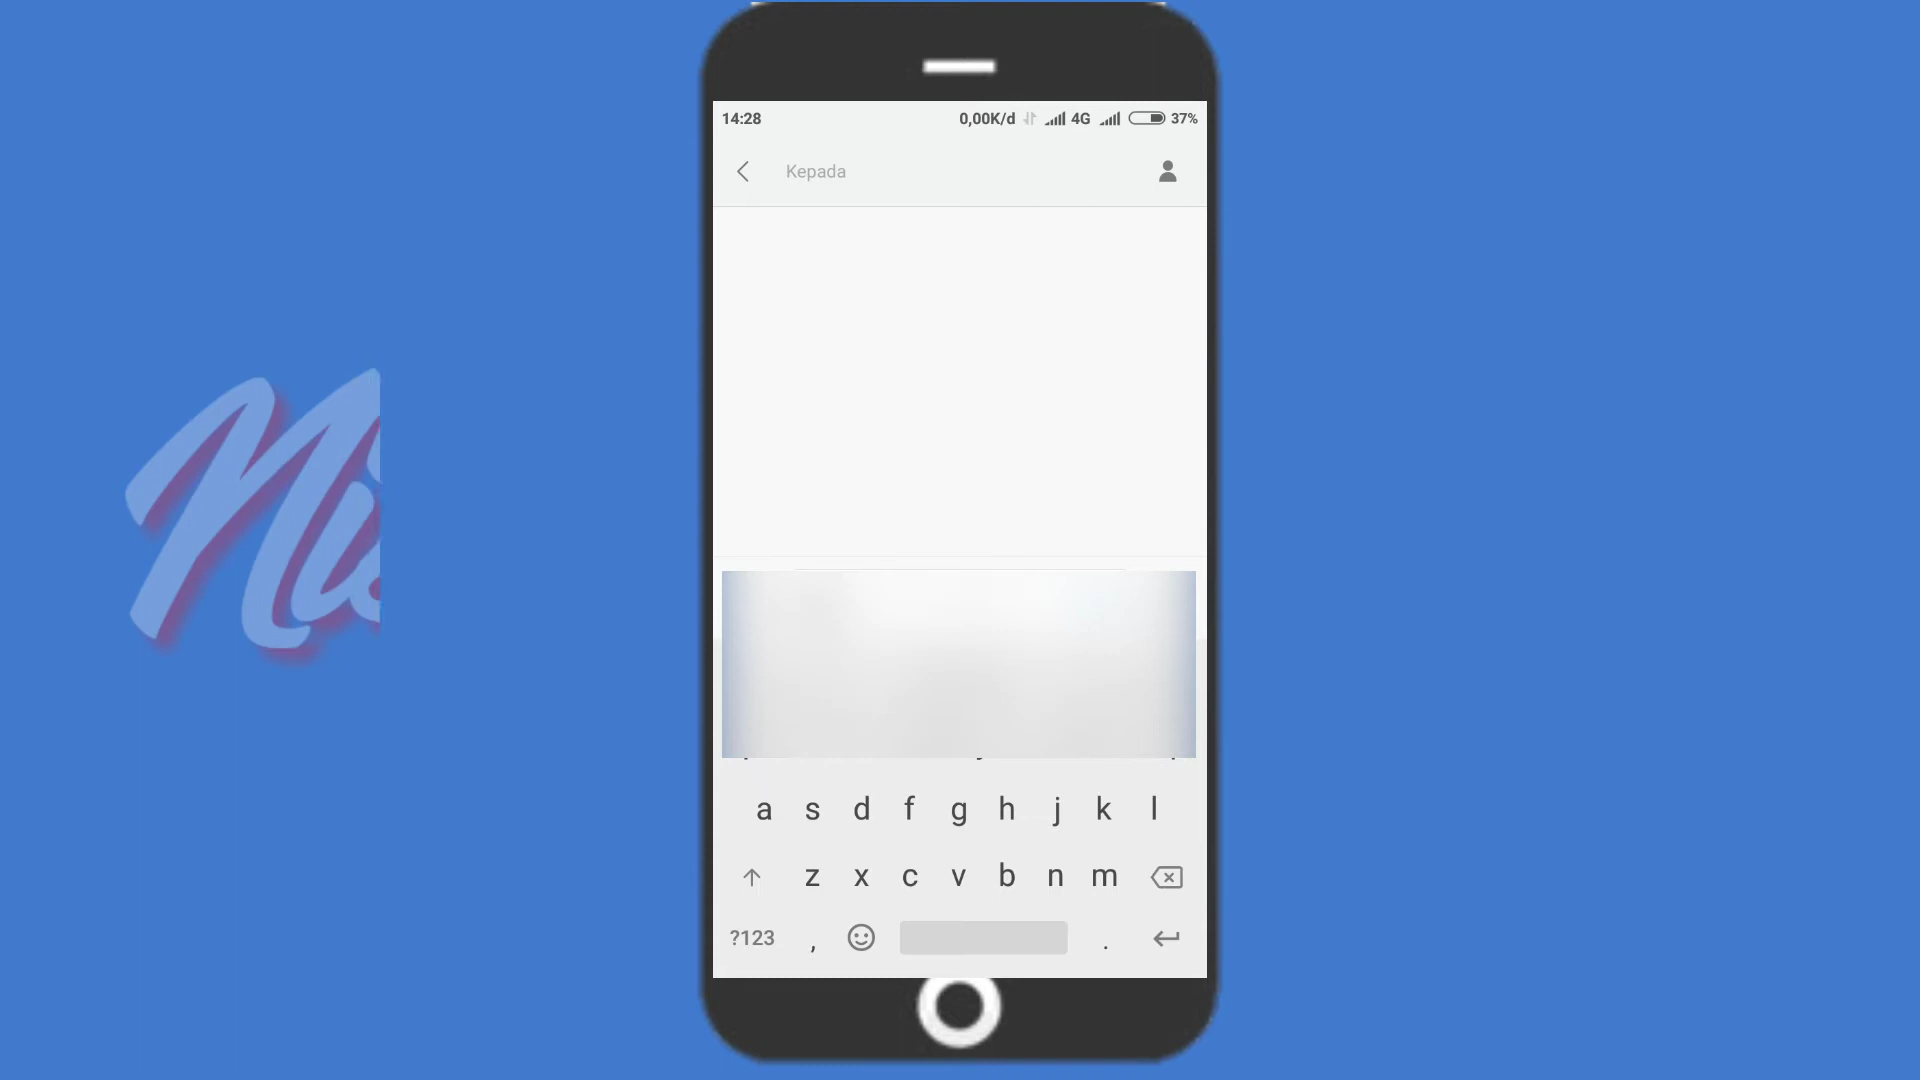 14:28 0,00K/d 4G 37%
Kepada
a s d f g h j k l
z x c v b n m
?123 , .